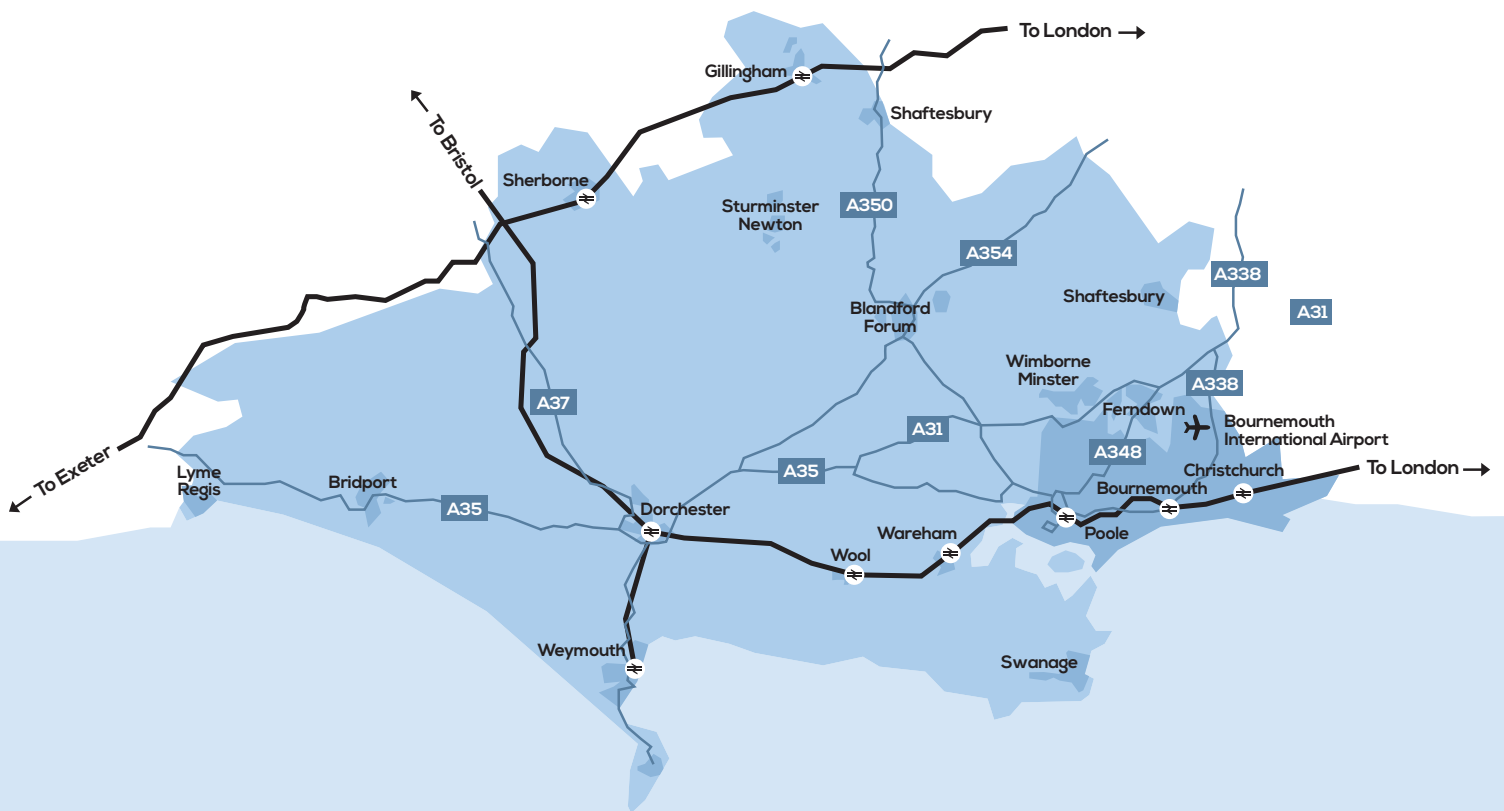 To London
Gillingham
Shaftesbury
To Bristol
Sherborne
Sturminster
Newton
A350
A354
A338
Shaftesbury
A31
Blandford
Forum
Wimborne
Minster
A338
A37
Ferndown
Bournemouth
International Airport
A31
A348
To Exeter
Lyme
Regis
Bridport
A35
A35
Christchurch
To London
Bournemouth
Dorchester
Poole
Wareham
Wool
Weymouth
Swanage